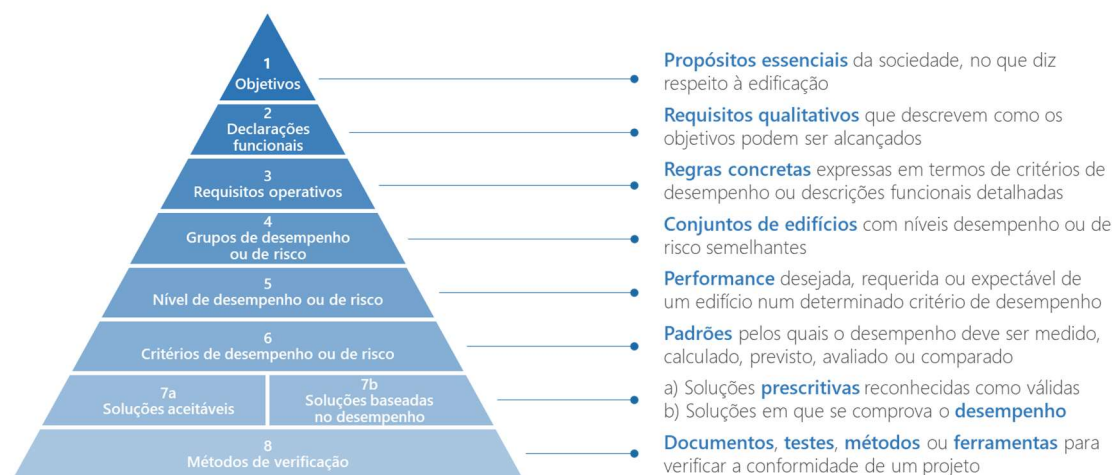 1
Objetivos
Propósitos essenciais da sociedade, no que diz
respeito à edificação
2
Declarações
funcionais
Requisitos qualitativos que descrevem como os
objetivos podem ser alcançados
3
Requisitos operativos
Regras concretas expressas em termos de critérios de
desempenho ou descrições funcionais detalhadas
4
Grupos de desempenho
ou de risco
Conjuntos de edifícios com níveis desempenho ou de
risco semelhantes
5
Nível de desempenho ou de risco
Performance desejada, requerida ou expectável de
um edifício num determinado critério de desempenho
6
Critérios de desempenho ou de risco
Padrões pelos quais o desempenho deve ser medido,
calculado, previsto, avaliado ou comparado
7a
Soluções aceitáveis
7b
Soluções baseadas
no desempenho
a) Soluções prescritivas reconhecidas como válidas
b) Soluções em que se comprova o desempenho
8
Métodos de verificação
Documentos, testes, métodos ou ferramentas para
verificar a conformidade de um projeto